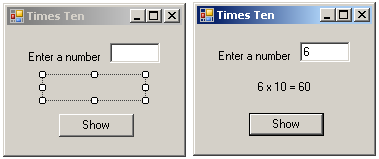 Times Ten
Enter a number
Show
Times Ten
Enter a number 6
6 x 10 = 60
Show